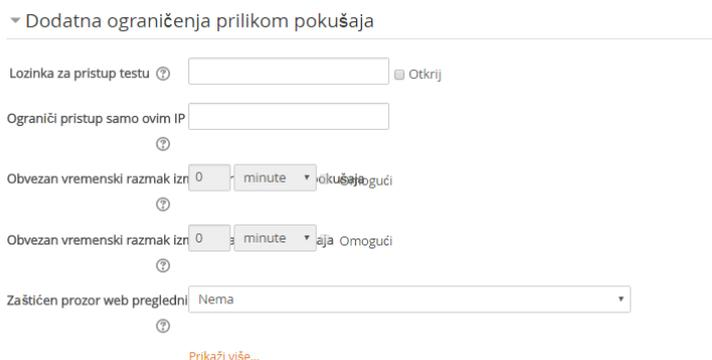 Dodatna ograničenja prilikom pokušaja
Lozinka za pristup testu Otkrij
Ograniči pristup samo ovim IP
Obvezan vremenski razmak 0 minute pokušaja Omogući
Obvezan vremenski razmak 0 minute Omogući
Zaštićen prozor web Nema
Prikaži više...